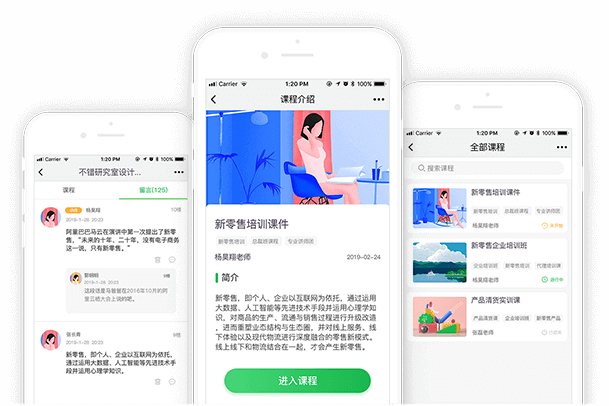 Carrier 1:20 PM 100%
不错研究室设计...
课程 留言(125)
讲师 杨昊翔
2019-1-26 20:23
阿里巴巴马云在演讲中第一次提出了新零
售。“未来的十年、二十年，没有电子商务
这一说，只有新零售。”
2019-1-26 20:23
这段话是马爸爸在2016年10月的阿
里云栖大会上说的吧。
张长青
2019-1-26 20:23
新零售，即个人、企业以互联网为依托，
通过运用大数据、人工智能等先进技术手
段并运用心理学知识。
Carrier 1:20 PM 100%
课程介绍
新零售培训课件
新零售培训 总裁班课程 专业讲师团
杨昊翔老师 2019-02-24
简介
新零售，即个人、企业以互联网为依托，通过运用
大数据、人工智能等先进技术手段并运用心理学知
识，对商品的生产、流通与销售过程进行升级改造
，进而重塑业态结构与生态圈，并对线上服务、线
下体验以及现代物流进行深度融合的零售新模式。
线上线下和物流结合在一起，才会产生新零售。
进入课程
Carrier 1:20 PM 100%
全部课程
搜索课程
新零售培训课件
新零售培训 总裁班课程 专业讲师团
杨昊翔老师 未开始
新零售企业培训班
企业培训班 新零售培训 代理培训课
杨昊翔老师 进行中
产品清货实训课
产品清货课 企业培训班 新零售产品
张磊老师 已结束